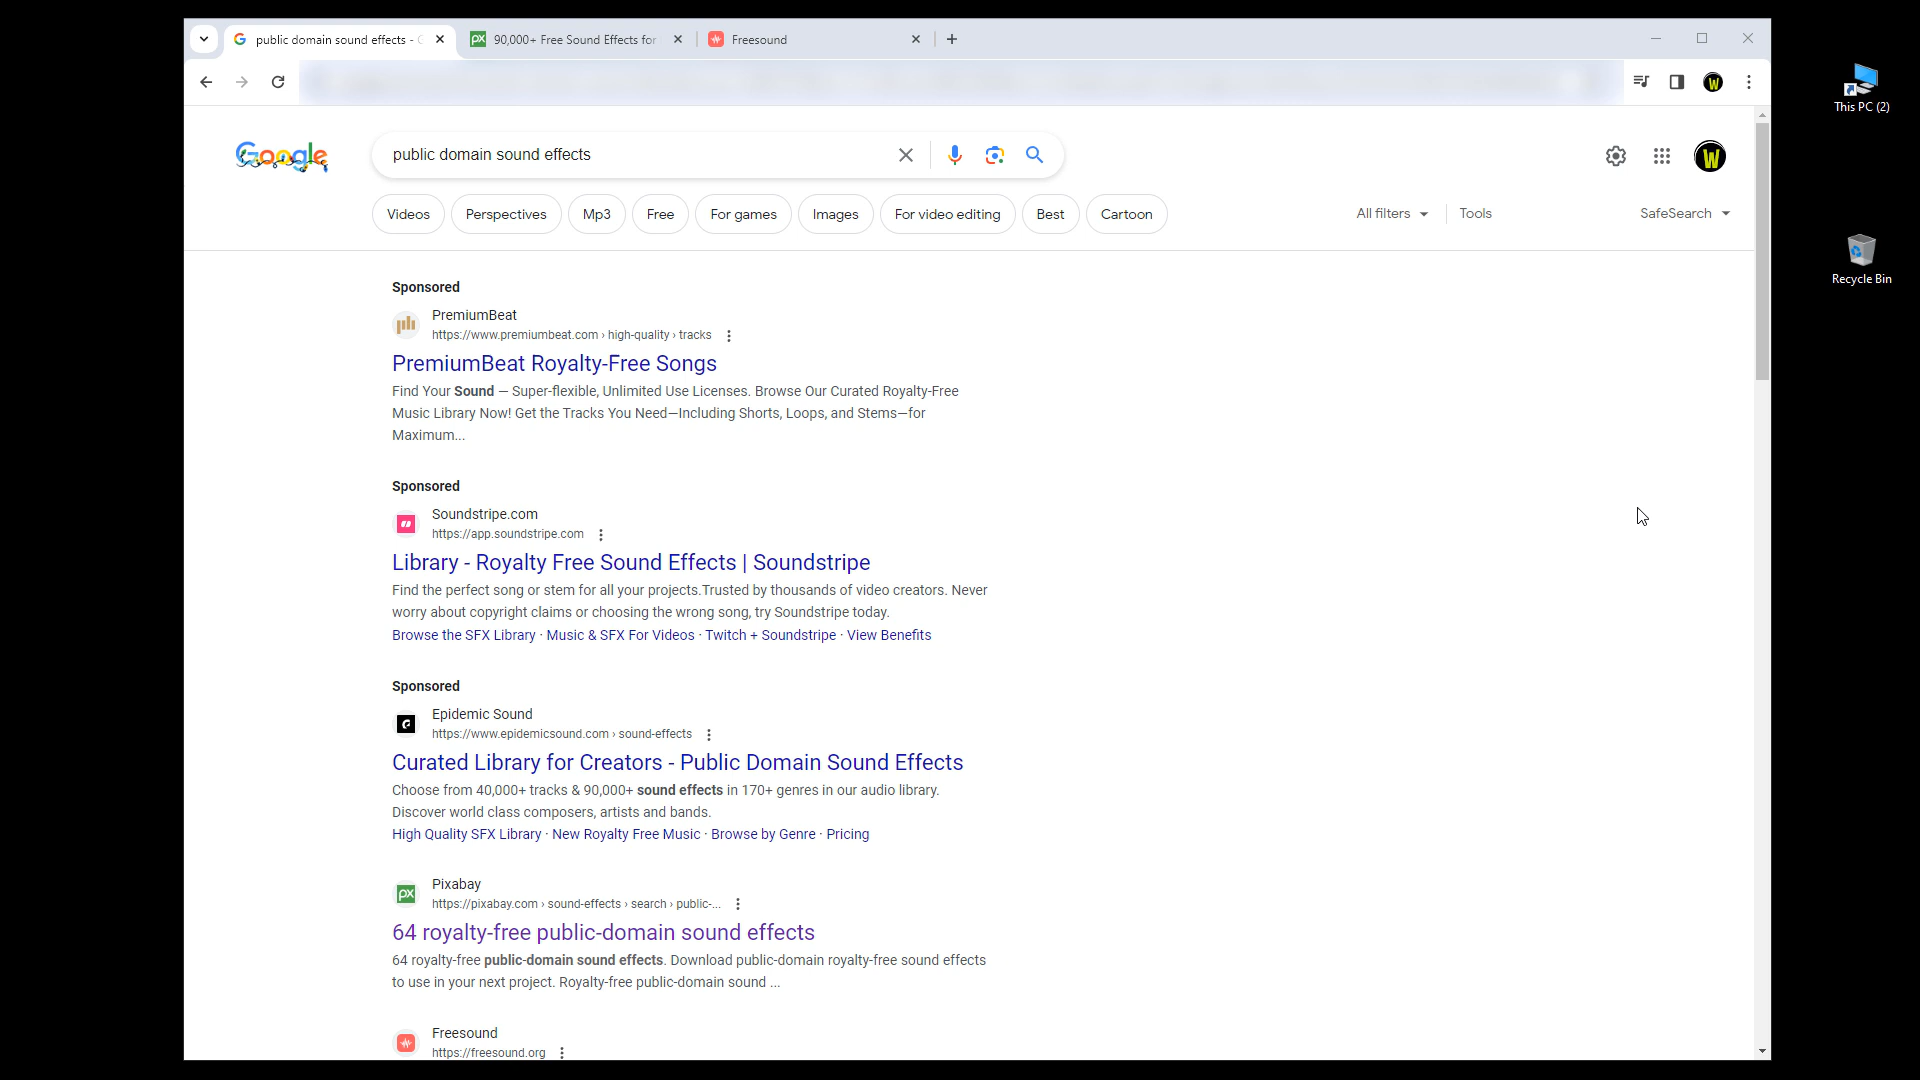 public domain sound effects - G
90,000+ Free Sound Effects for
Freesound
Google
public domain sound effects
Videos
Perspectives
Mp3
Free
For games
Images
For video editing
Best
Cartoon
All filters
Tools
SafeSearch
This PC (2)
Recycle Bin
Sponsored
PremiumBeat
https://www.premiumbeat.com › high-quality › tracks
PremiumBeat Royalty-Free Songs
Find Your Sound — Super-flexible, Unlimited Use Licenses. Browse Our Curated Royalty-Free
Music Library Now! Get the Tracks You Need—Including Shorts, Loops, and Stems—for
Maximum...
Sponsored
Soundstripe.com
https://app.soundstripe.com
Library - Royalty Free Sound Effects | Soundstripe
Find the perfect song or stem for all your projects.Trusted by thousands of video creators. Never
worry about copyright claims or choosing the wrong song, try Soundstripe today.
Browse the SFX Library · Music & SFX For Videos · Twitch + Soundstripe · View Benefits
Sponsored
Epidemic Sound
https://www.epidemicsound.com › sound-effects
Curated Library for Creators - Public Domain Sound Effects
Choose from 40,000+ tracks & 90,000+ sound effects in 170+ genres in our audio library.
Discover world class composers, artists and bands.
High Quality SFX Library · New Royalty Free Music · Browse by Genre · Pricing
Pixabay
https://pixabay.com › sound-effects › search › public-...
64 royalty-free public-domain sound effects
64 royalty-free public-domain sound effects. Download public-domain royalty-free sound effects
to use in your next project. Royalty-free public-domain sound ...
Freesound
https://freesound.org